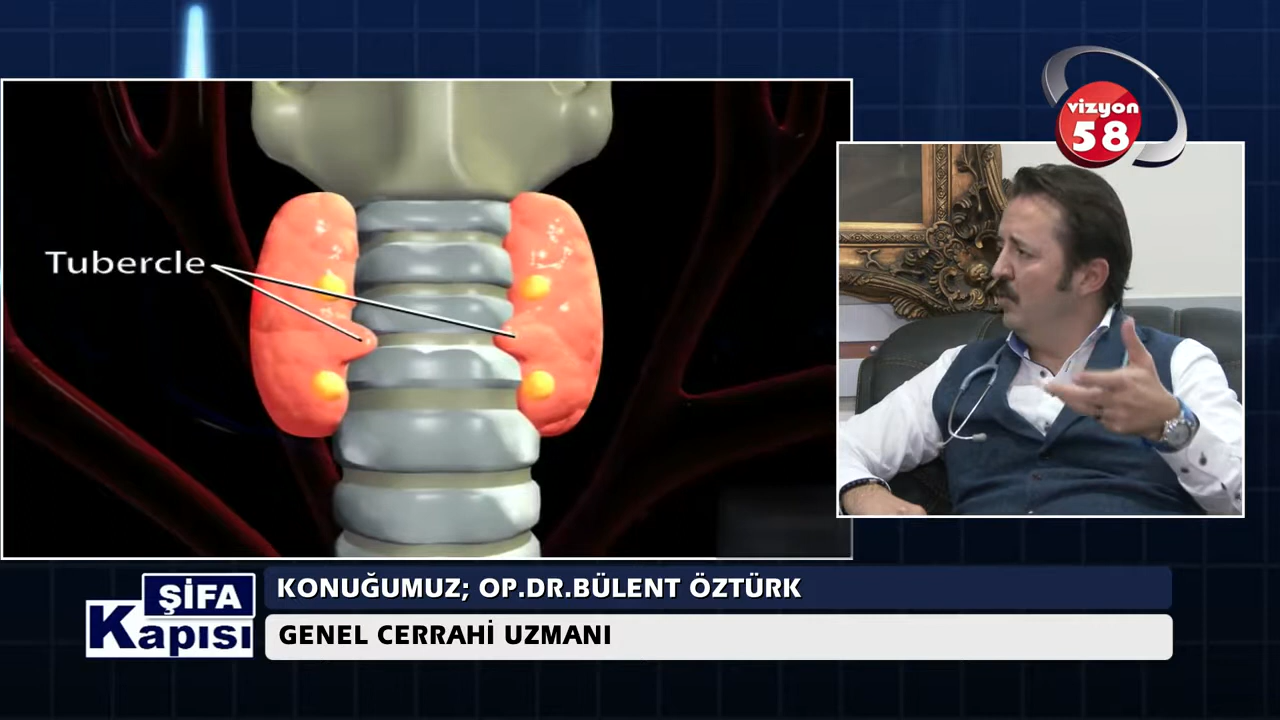 vizyon
58
Tubercle
KONUĞUMUZ; OP.DR.BÜLENT ÖZTÜRK
ŞİFA
Kapısı
GENEL CERRAHİ UZMANI